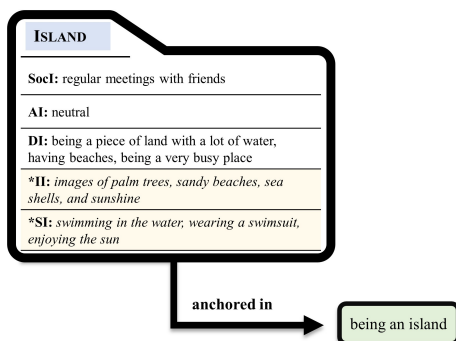 ISLAND
SocI: regular meetings with friends
AI: neutral
DI: being a piece of land with a lot of water,
having beaches, being a very busy place
*II: images of palm trees, sandy beaches, sea
shells, and sunshine
*SI: swimming in the water, wearing a swimsuit,
enjoying the sun
anchored in
being an island